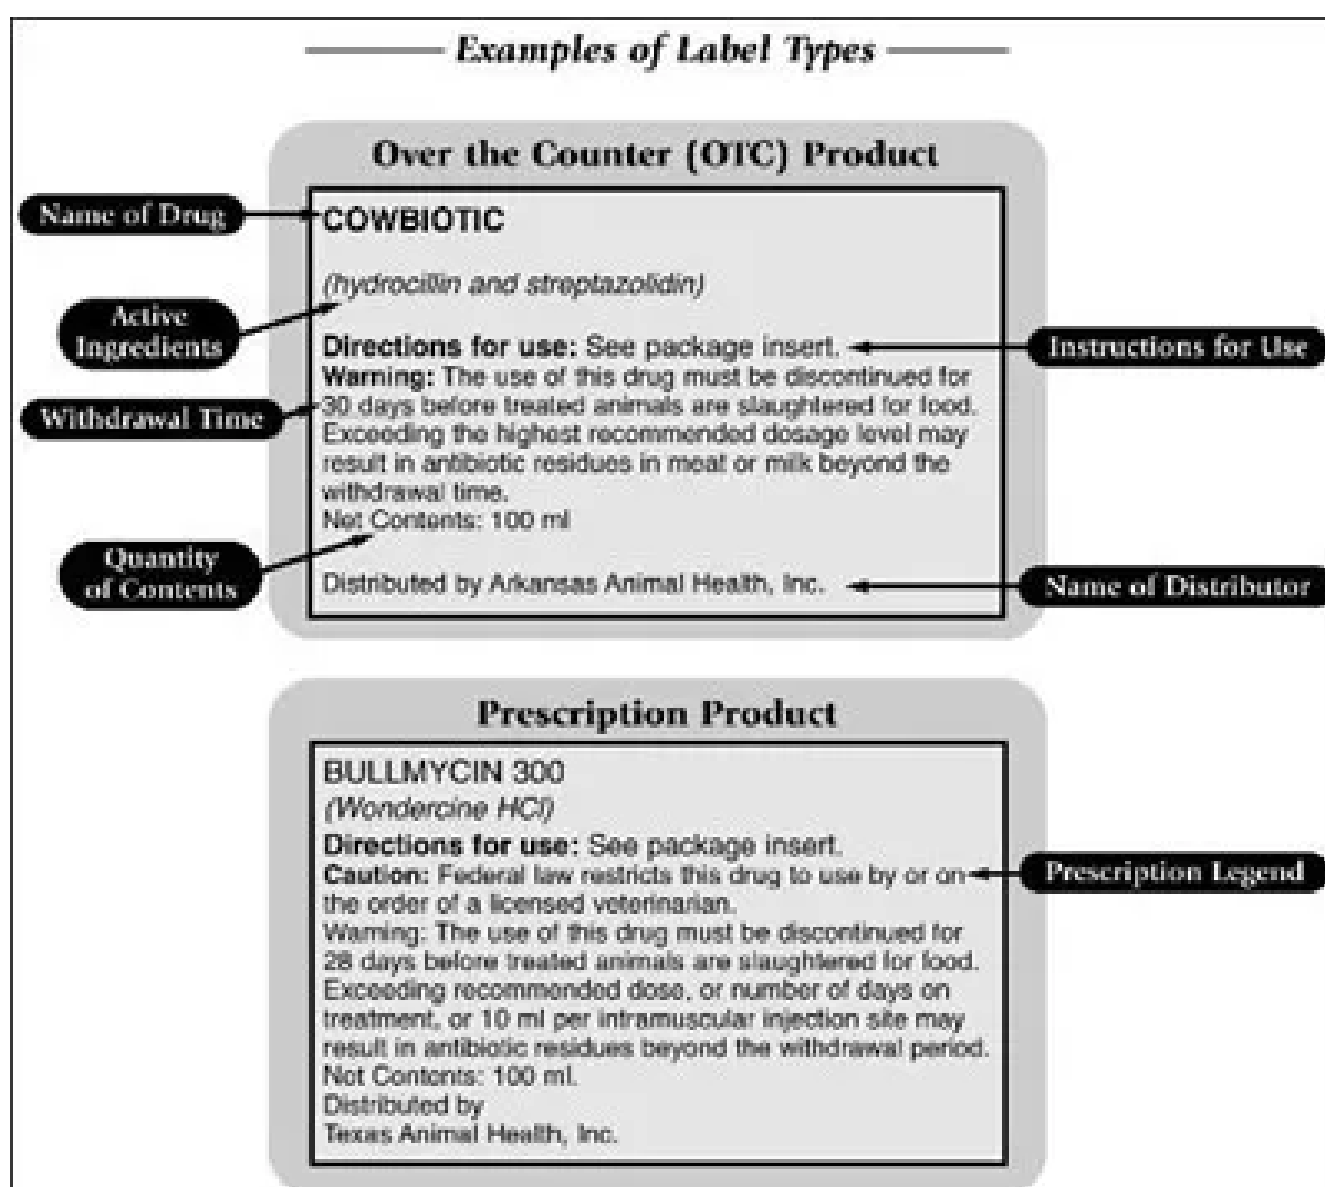 Examples of Label Types
Over the Counter (OTC) Product
Name of Drug
COWBIOTIC
Active
Ingredients
(hydrocillin and streptazolidin)
Directions for use: See package insert.
Instructions for Use
Withdrawal Time
Warning: The use of this drug must be discontinued for
30 days before treated animals are slaughtered for food.
Exceeding the highest recommended dosage level may
result in antibiotic residues in meat or milk beyond the
withdrawal time.
Net Contents: 100 ml
Quantity
of Contents
Distributed by Arkansas Animal Health, Inc.
Name of Distributor
Prescription Product
BULLMYCIN 300
(Wondercine HCl)
Directions for use: See package insert.
Caution: Federal law restricts this drug to use by or on
the order of a licensed veterinarian.
Prescription Legend
Warning: The use of this drug must be discontinued for
28 days before treated animals are slaughtered for food.
Exceeding recommended dose, or number of days on
treatment, or 10 ml per intramuscular injection site may
result in antibiotic residues beyond the withdrawal period.
Net Contents: 100 ml.
Distributed by
Texas Animal Health, Inc.